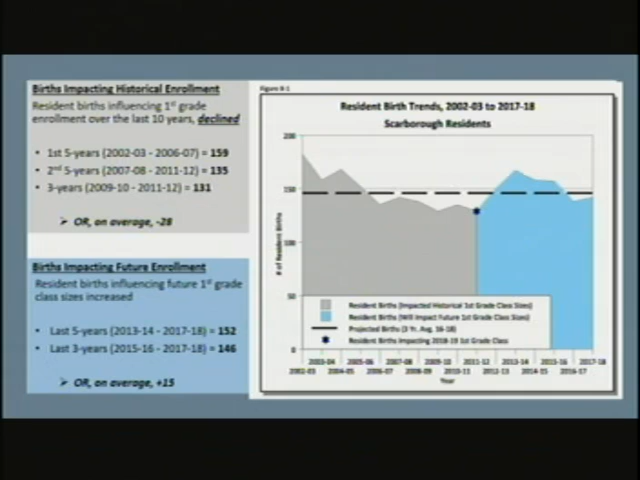 Births Impacting Historical Enrollment
Resident births influencing 1st grade
enrollment over the last 10 years, declined
• 1st 5-years (2002-03 - 2006-07) = 159
• 2nd 5-years (2007-08 - 2011-12) = 135
• 3-years (2009-10 - 2011-12) = 131
➢ OR, on average, -28
Births Impacting Future Enrollment
Resident births influencing future 1st grade
class sizes increased
• Last 5-years (2013-14 - 2017-18) = 152
• Last 3-years (2015-16 - 2017-18) = 146
➢ OR, on average, +15
Resident Birth Trends, 2002-03 to 2017-18
Scarborough Residents
# of Resident Births
200
150
100
50
0
Resident Births (Impacted Historical 1st Grade Class Sizes)
Resident Births (Will Impact Future 1st Grade Class Sizes)
Projected Births (3 Yr. Avg. 16-18)
Resident Births Impacting 2018-19 1st Grade Class
2003-04 2005-06 2007-08 2009-10 2011-12 2013-14 2015-16 2017-18
2002-03 2004-05 2006-07 2008-09 2010-11 2012-13 2014-15 2016-17
Year